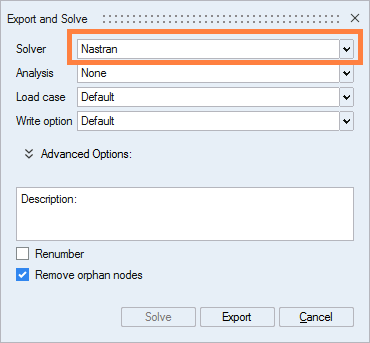 Export and Solve
Solver Nastran
Analysis None
Load case Default
Write option Default
Advanced Options:
Description:
Renumber
Remove orphan nodes
Solve Export Cancel